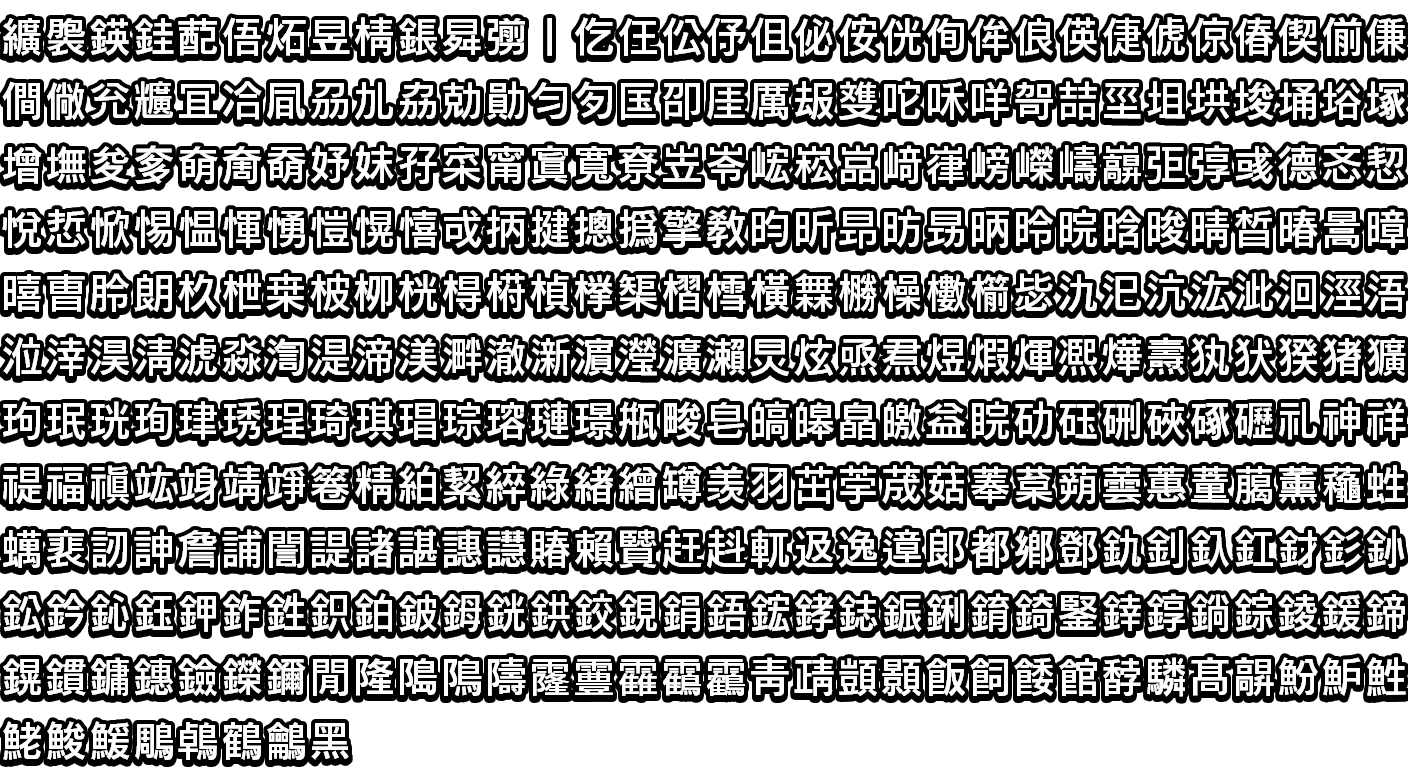 纊褜鍈銈蓜俉炻昱棈鋹曻彅丨仡仼伀伃伹佖侒侊侚侔俍偀倢俿倞偆偰偂傔
僴僘兊兤冝冾凬刕劜劦勀勛匀匇匤卲厓厲叝﨎咜咊咩哿喆坙坥垬埈埇﨏塚
增墲夋奓奛奝奣妤妺孖寀甯寘寬尞岦岺峵崧嵓﨑嵂嵭嶸嶹巐弡弴彧德忞恝
悅悊惞惕愠惲愑愷愰憘戓抦揵摠撝擎敎昀昕昻昉昮昞昤晥晗晙晴晳暙暠暲
暿曺朎朗杦枻桒柀栁桄棏﨓楨﨔榘槢樰橫橆橳橾櫢櫤毖氿汜沆汯泚洄涇浯
涖涬淏淸淲淼渹湜渧渼溿澈澵濵瀅瀇瀨炅炫焏焄煜煆煇凞燁燾犱犾猤猪獷
玽珉珖珣珒琇珵琦琪琩琮瑢璉璟甁畯皂皜皞皛皦益睆劯砡硎硤硺礰礼神祥
禔福禛竑竧靖竫箞精絈絜綷綠緖繒罇羡羽茁荢荿菇菶葈蒴蕓蕙蕫﨟薰蘒﨡
蠇裵訒訷詹誧誾諟諸諶譓譿賰賴贒赶﨣軏﨤逸遧郞都鄕鄧釚釗釞釭釮釤釥
鈆鈐鈊鈺鉀鈼鉎鉙鉑鈹鉧銧鉷鉸鋧鋗鋙鋐﨧鋕鋠鋓錥錡鋻﨨錞鋿錝錂鍰鍗
鎤鏆鏞鏸鐱鑅鑈閒隆﨩隝隯霳霻靃靍靏靑靕顗顥飯飼餧館馞驎髙髜魵魲鮏
鮱鮻鰀鵰鵫鶴鸙黑